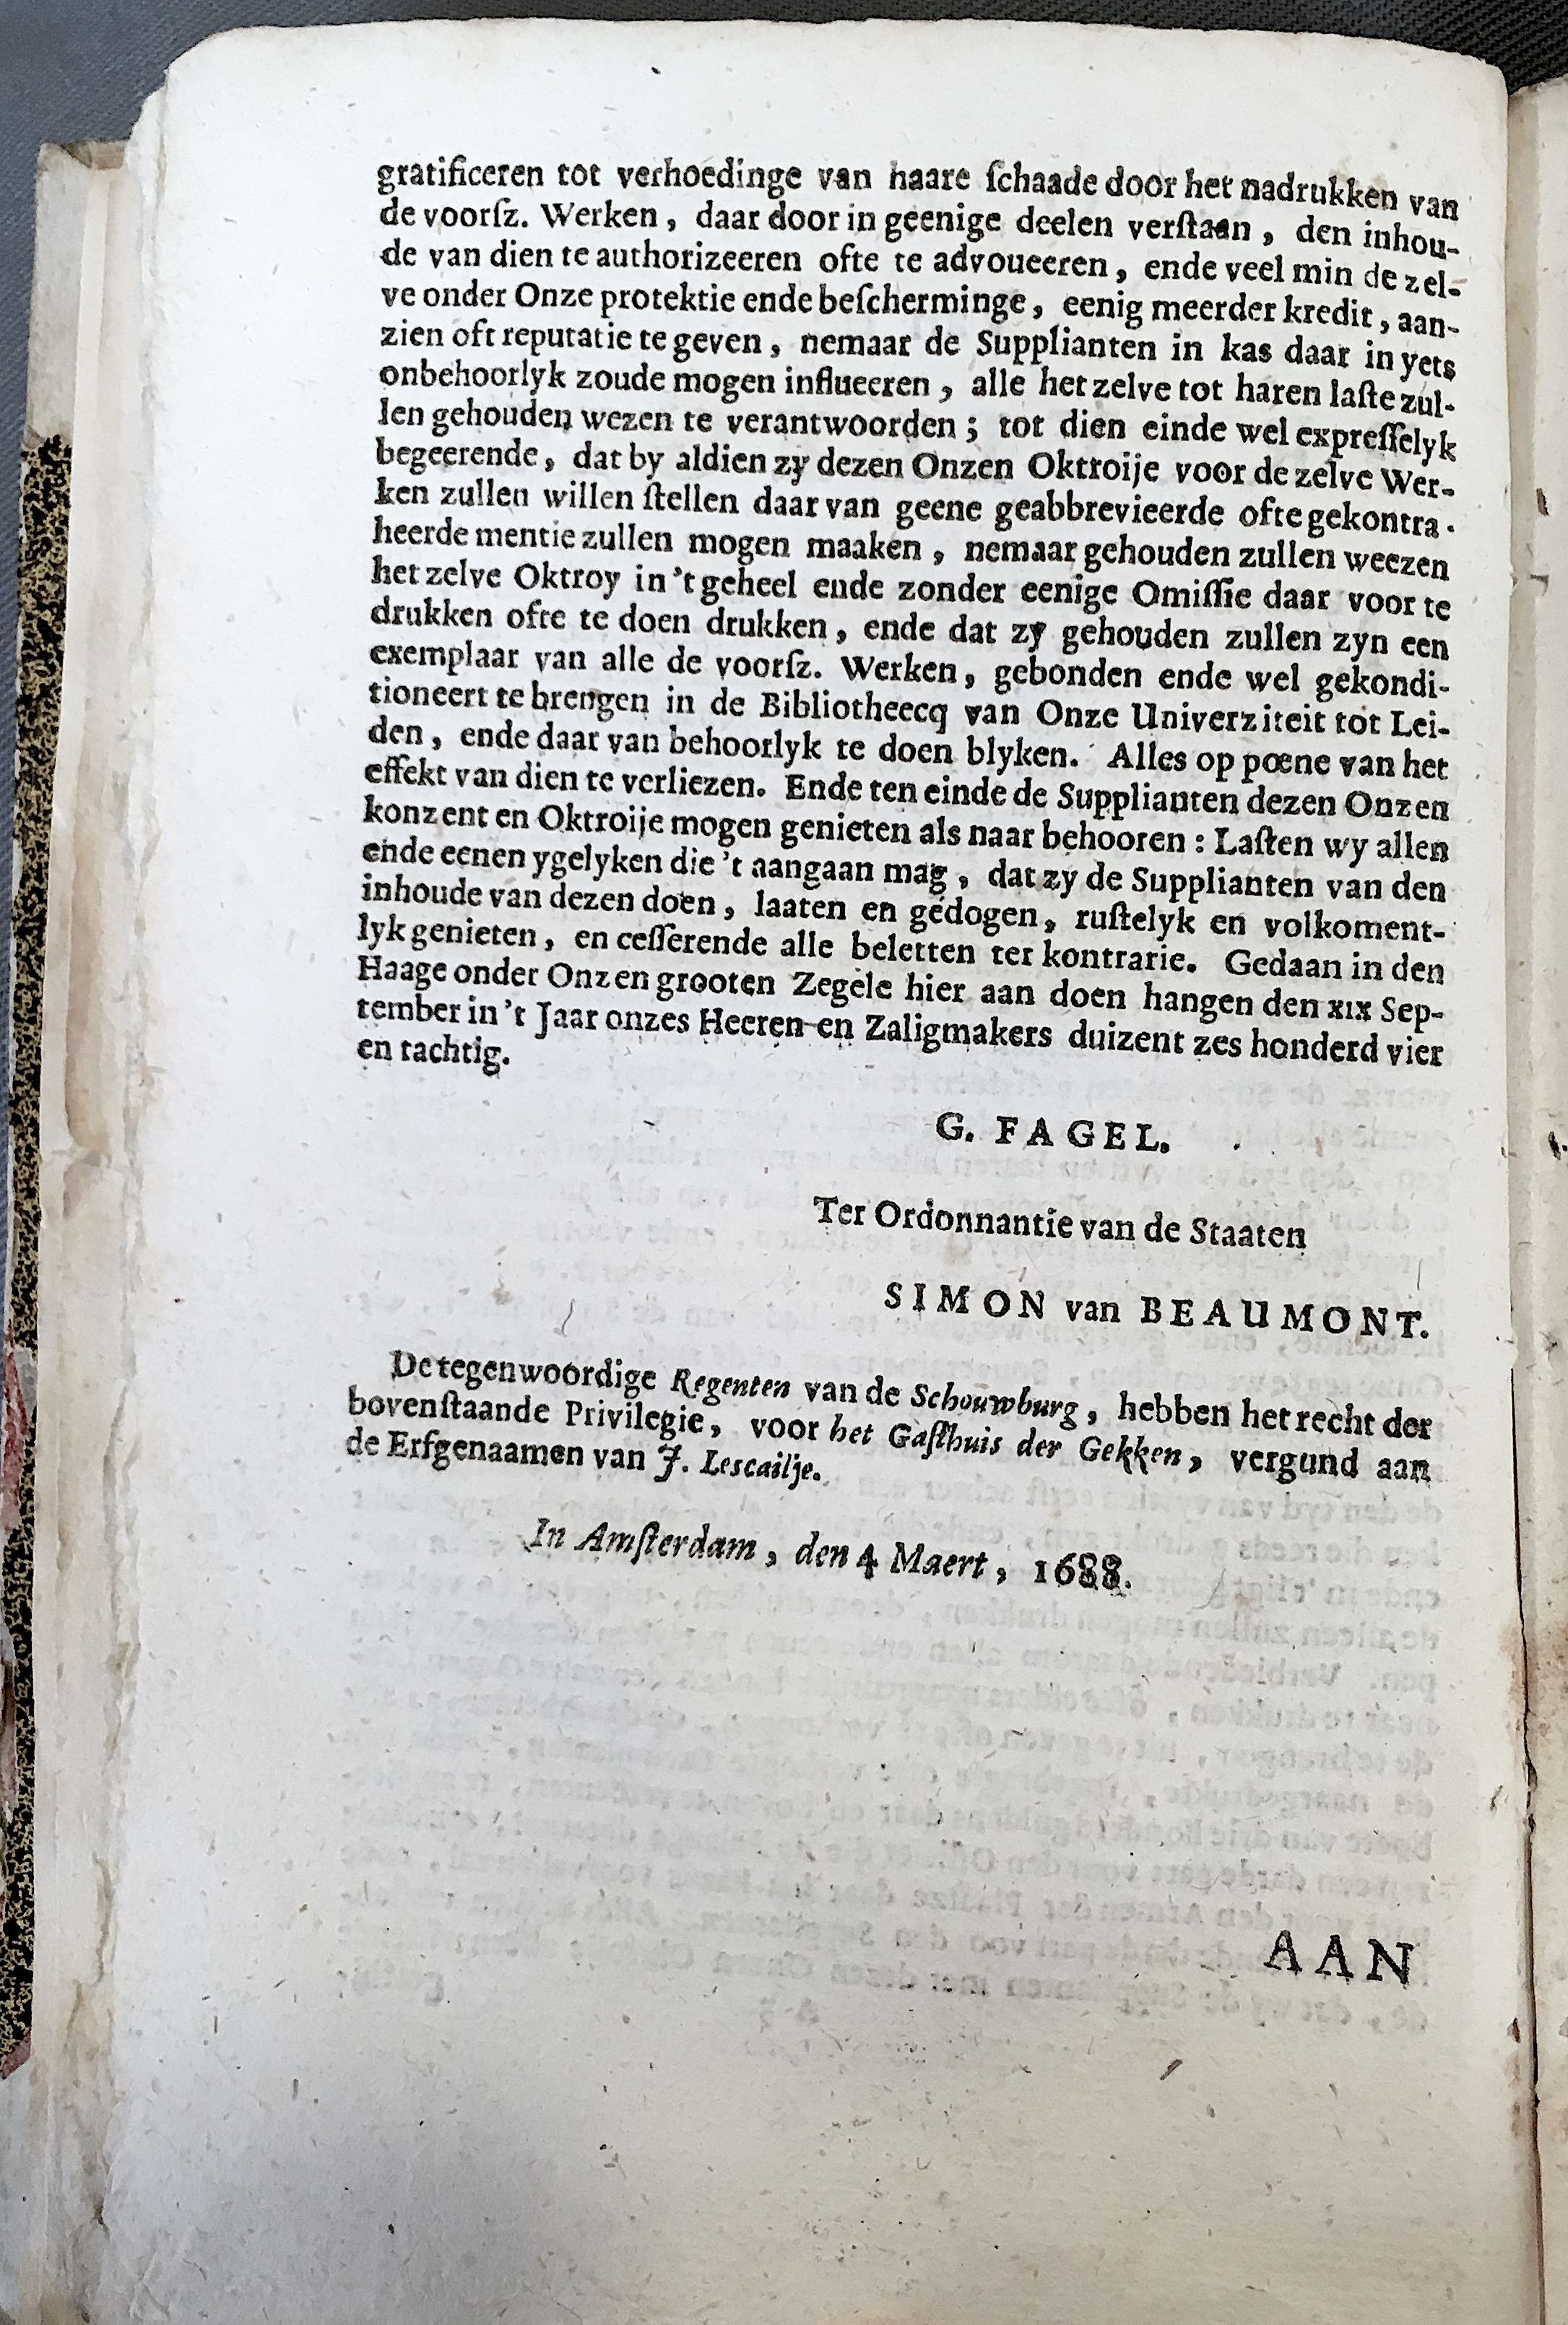 gratificeren tot verhoedinge van haare ſchaade door het nadrukken van
de voorſz. Werken, daar door in geenige deelen verſtaan, den inhou-
de van dien te authorizeeren ofte te advoueeren, ende veel min de zel-
ve onder Onze protektie ende beſcherminge, eenig meerder kredit, aan-
zien oft reputatie te geven, nemaar de Supplianten in kas daar in yets
onbehoorlyk zoude mogen influeeren, alle het zelve tot haren laſte zul-
len gehouden wezen te verantwoorden; tot dien einde wel expreſſelyk
begeerende, dat by aldien zy dezen Onzen Oktroije voor de zelve Wer-
ken zullen willen ſtellen daar van geene geabbrevieerde ofte gekontra-
heerde mentie zullen mogen maaken, nemaar gehouden zullen weezen
het zelve Oktroy in 't geheel ende zonder eenige Omiſſie daar voor te
drukken ofte te doen drukken, ende dat zy gehouden zullen zyn een
exemplaar van alle de voorſz. Werken, gebonden ende wel gekondi-
tioneert te brengen in de Bibliotheecq van Onze Univerziteit tot Lei-
den, ende daar van behoorlyk te doen blyken. Alles op pœne van het
effekt van dien te verliezen. Ende ten einde de Supplianten dezen Onzen
konzent en Oktroije mogen genieten als naar behooren: Laſten wy allen
ende eenen ygelyken die 't aangaan mag, dat zy de Supplianten van den
inhoude van dezen doen, laaten en gedogen, ruſtelyk en volkoment-
lyk genieten, en ceſſerende alle beletten ter kontrarie. Gedaan in den
Haage onder Onzen grooten Zegele hier aan doen hangen den XIX Sep-
tember in 't Jaar onzes Heeren en Zaligmakers duizent zes honderd vier
en tachtig.
G. FAGEL.
Ter Ordonnantie van de Staaten
SIMON van BEAUMONT.
De tegenwoordige Regenten van de Schouwburg, hebben het recht der
bovenſtaande Privilegie, voor het Gaſthuis der Gekken, vergund aan
de Erfgenaamen van J. Lescailje.
In Amſterdam, den 4 Maert, 1688.
AAN